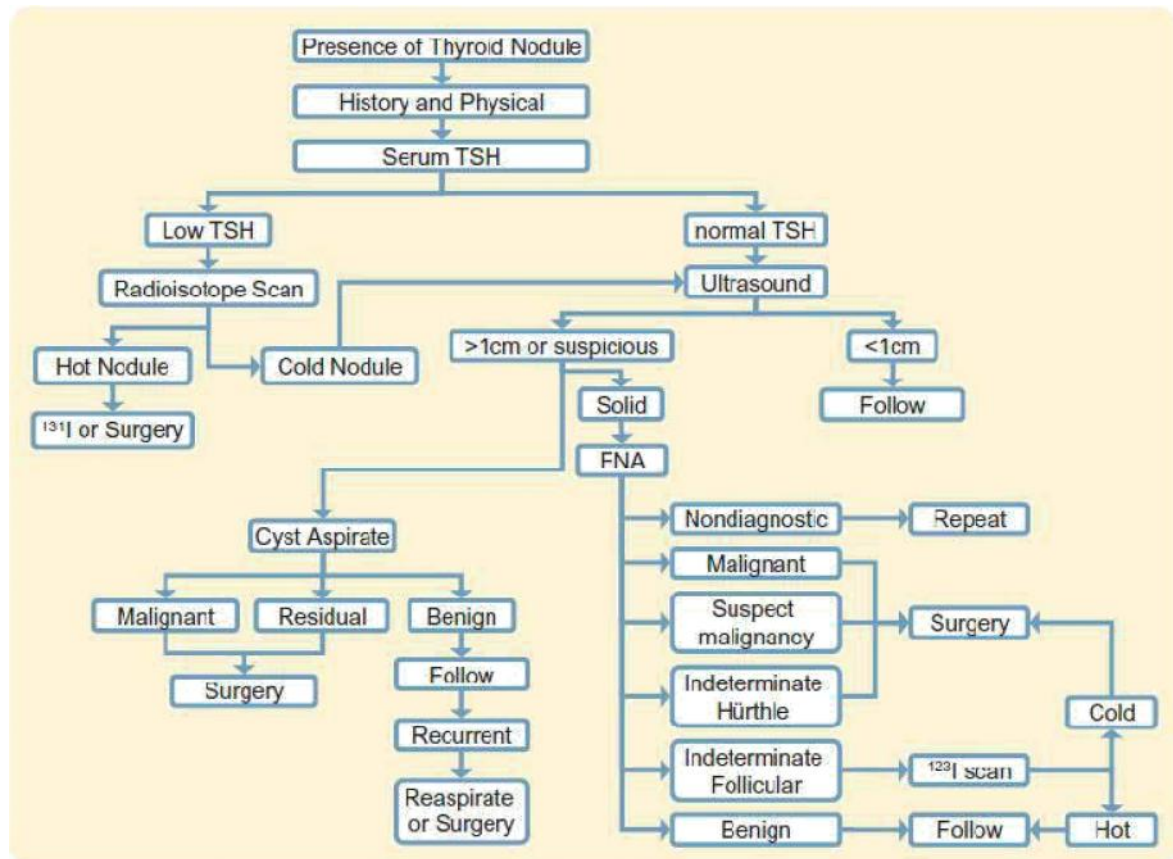 Presence of Thyroid Nodule
History and Physical
Serum TSH
Low TSH
normal TSH
Radioisotope Scan
Ultrasound
Hot Nodule
Cold Nodule
>1cm or suspicious
<1cm
¹³¹I or Surgery
Solid
Follow
FNA
Cyst Aspirate
Nondiagnostic
Repeat
Malignant
Malignant
Residual
Benign
Suspect
malignancy
Surgery
Surgery
Follow
Indeterminate
Hürthle
Cold
Recurrent
Indeterminate
Follicular
¹²³I scan
Reaspirate
or Surgery
Benign
Follow
Hot